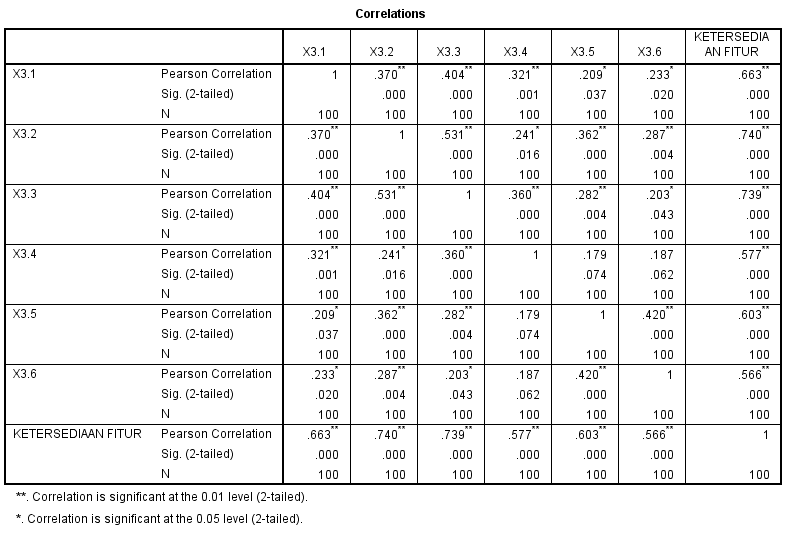 Correlations
X3.1 X3.2 X3.3 X3.4 X3.5 X3.6 KETERSEDIA
AN FITUR
X3.1 Pearson Correlation 1 .370** .404** .321** .209* .233* .663**
Sig. (2-tailed) .000 .000 .001 .037 .020 .000
N 100 100 100 100 100 100 100
X3.2 Pearson Correlation .370** 1 .531** .241* .362** .287** .740**
Sig. (2-tailed) .000 .000 .016 .000 .004 .000
N 100 100 100 100 100 100 100
X3.3 Pearson Correlation .404** .531** 1 .360** .282** .203* .739**
Sig. (2-tailed) .000 .000 .000 .004 .043 .000
N 100 100 100 100 100 100 100
X3.4 Pearson Correlation .321** .241* .360** 1 .179 .187 .577**
Sig. (2-tailed) .001 .016 .000 .074 .062 .000
N 100 100 100 100 100 100 100
X3.5 Pearson Correlation .209* .362** .282** .179 1 .420** .603**
Sig. (2-tailed) .037 .000 .004 .074 .000 .000
N 100 100 100 100 100 100 100
X3.6 Pearson Correlation .233* .287** .203* .187 .420** 1 .566**
Sig. (2-tailed) .020 .004 .043 .062 .000 .000
N 100 100 100 100 100 100 100
KETERSEDIAAN FITUR Pearson Correlation .663** .740** .739** .577** .603** .566** 1
Sig. (2-tailed) .000 .000 .000 .000 .000 .000
N 100 100 100 100 100 100 100
**. Correlation is significant at the 0.01 level (2-tailed).
*. Correlation is significant at the 0.05 level (2-tailed).